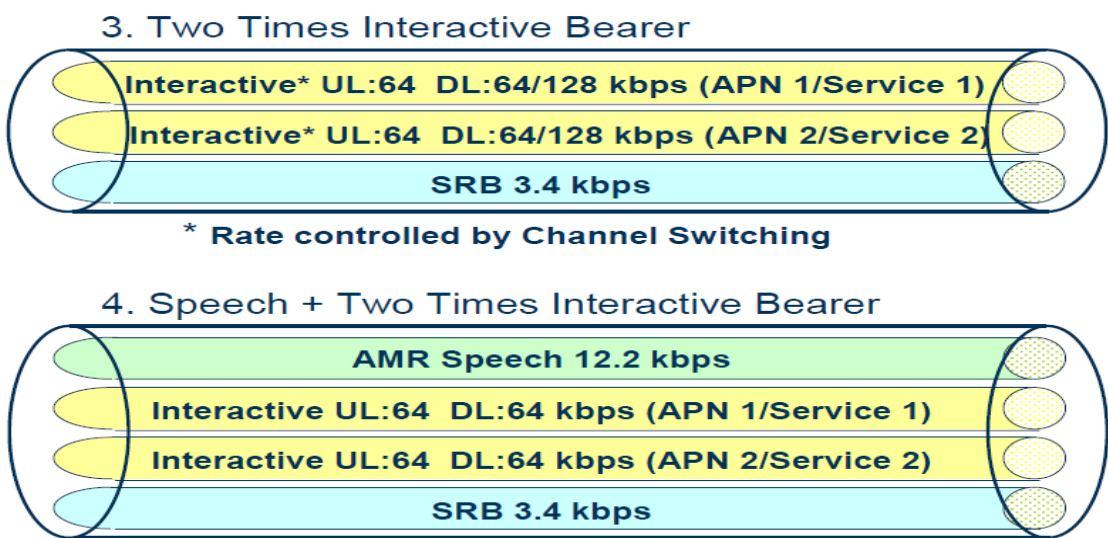 3. Two Times Interactive Bearer
Interactive* UL:64 DL:64/128 kbps (APN 1/Service 1)
Interactive* UL:64 DL:64/128 kbps (APN 2/Service 2)
SRB 3.4 kbps
* Rate controlled by Channel Switching
4. Speech + Two Times Interactive Bearer
AMR Speech 12.2 kbps
Interactive UL:64 DL:64 kbps (APN 1/Service 1)
Interactive UL:64 DL:64 kbps (APN 2/Service 2)
SRB 3.4 kbps